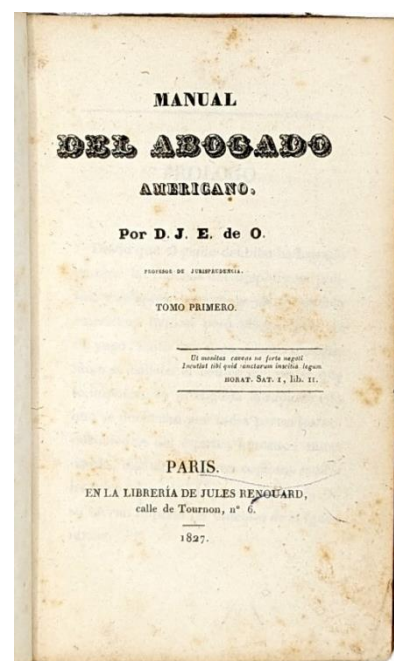 MANUAL
DEL ABOGADO
AMERICANO.
Por D. J. E. de O.
PROFESOR DE JURISPRUDENCIA.
TOMO PRIMERO.
Ut monitus caveas ne forte negotî
Incutiat tibi quid sanctarum inscitia legum
HORAT. SAT. I, lib. II.
PARIS.
EN LA LIBRERÍA DE JULES RENOUARD,
calle de Tournon, nº 6.
1827.